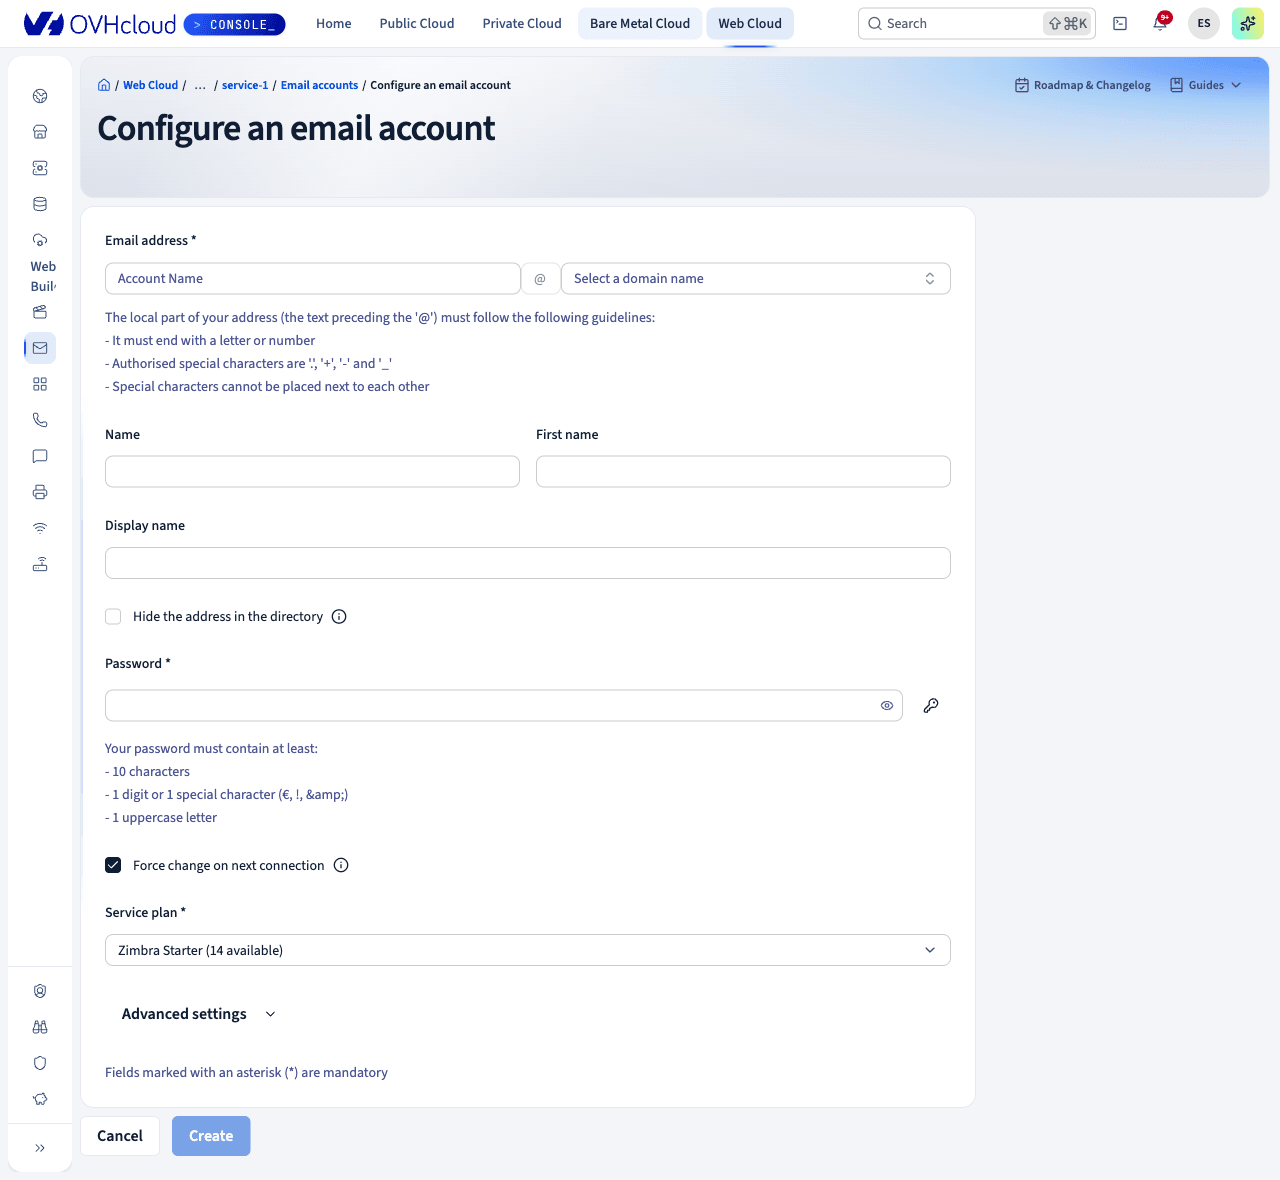 OVHcloud > CONSOLE_ Home Public Cloud Private Cloud Bare Metal Cloud Web Cloud Search ⇧⌘K 9+ ES
/ Web Cloud / ... / service-1 / Email accounts / Configure an email account Roadmap & Changelog Guides
Configure an email account
Web
Buil
Email address *
Account Name @ Select a domain name
The local part of your address (the text preceding the '@') must follow the following guidelines:
- It must end with a letter or number
- Authorised special characters are '.', '+', '-' and '_'
- Special characters cannot be placed next to each other
Name First name
Display name
Hide the address in the directory
Password *
Your password must contain at least:
- 10 characters
- 1 digit or 1 special character (€, !, &amp;)
- 1 uppercase letter
Force change on next connection
Service plan *
Zimbra Starter (14 available)
Advanced settings
Fields marked with an asterisk (*) are mandatory
Cancel Create